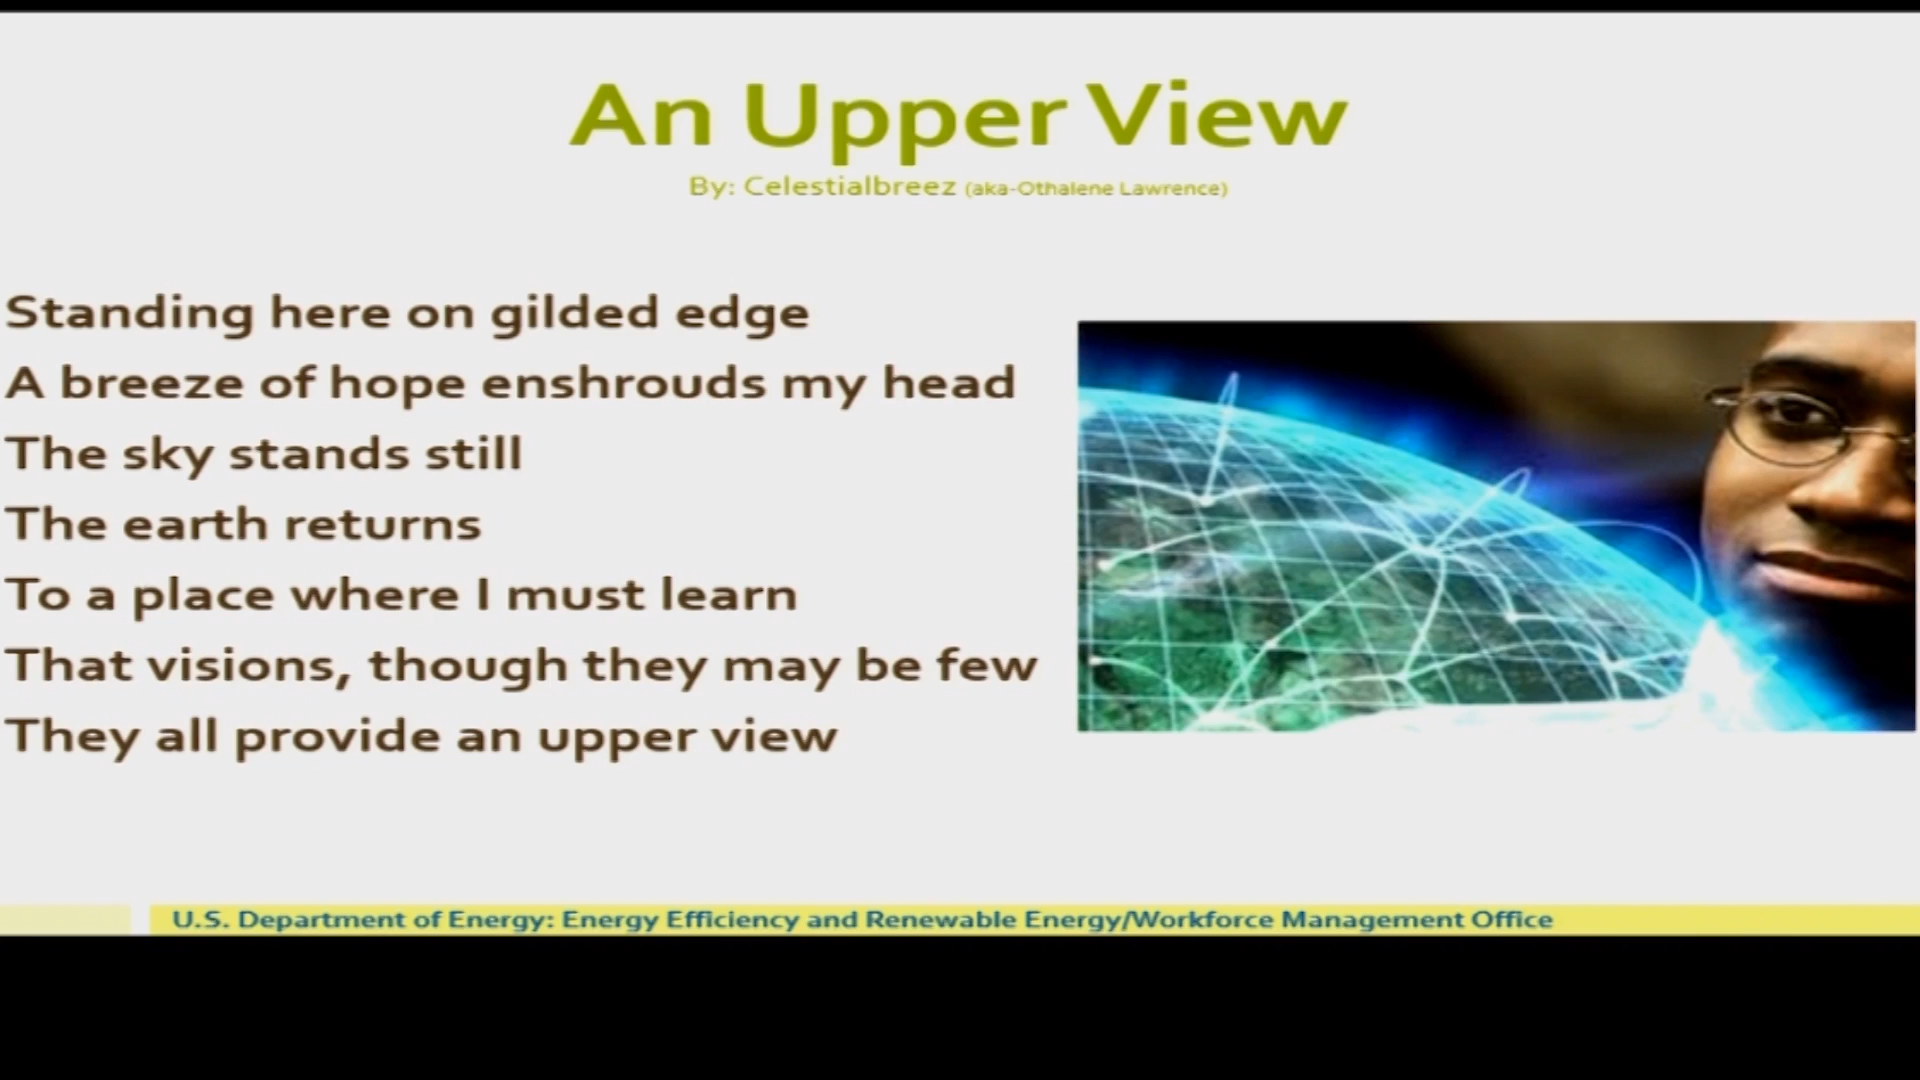 An Upper View
By: Celestialbreez (aka-Othalene Lawrence)
Standing here on gilded edge
A breeze of hope enshrouds my head
The sky stands still
The earth returns
To a place where I must learn
That visions, though they may be few
They all provide an upper view
U.S. Department of Energy: Energy Efficiency and Renewable Energy/Workforce Management Office